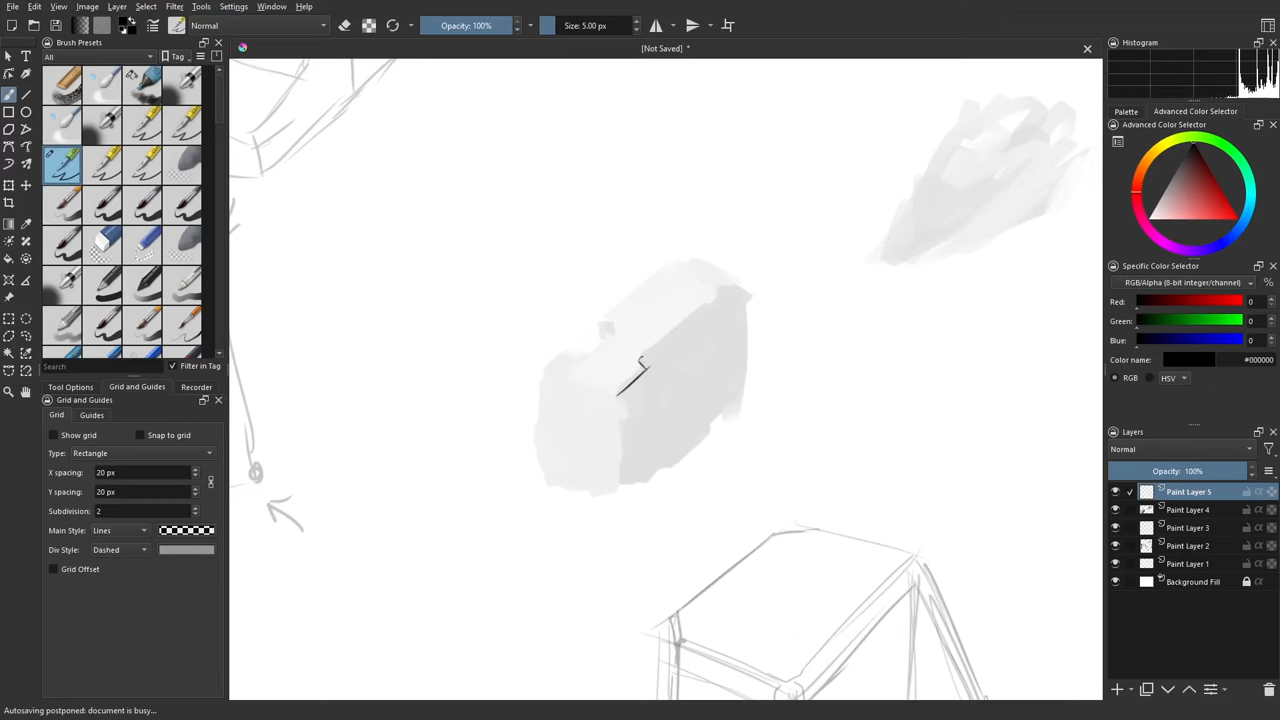 File Edit View Image Layer Select Filter Tools Settings Window Help
Normal Opacity: 100% Size: 5.00 px
Brush Presets
[Not Saved] *
Histogram
All Tag
Palette Advanced Color Selector
Advanced Color Selector
Specific Color Selector
RGB/Alpha (8-bit integer/channel) %
Red: 0
Green: 0
Blue: 0
Color name: #000000
RGB HSV
Search Filter in Tag
Tool Options Grid and Guides Recorder
Grid and Guides
Grid Guides
Show grid Snap to grid
Type: Rectangle
X spacing: 20 px
Y spacing: 20 px
Subdivision: 2
Main Style: Lines
Div Style: Dashed
Grid Offset
Layers
Normal
Opacity: 100%
Paint Layer 5
Paint Layer 4
Paint Layer 3
Paint Layer 2
Paint Layer 1
Background Fill
Autosaving postponed: document is busy...